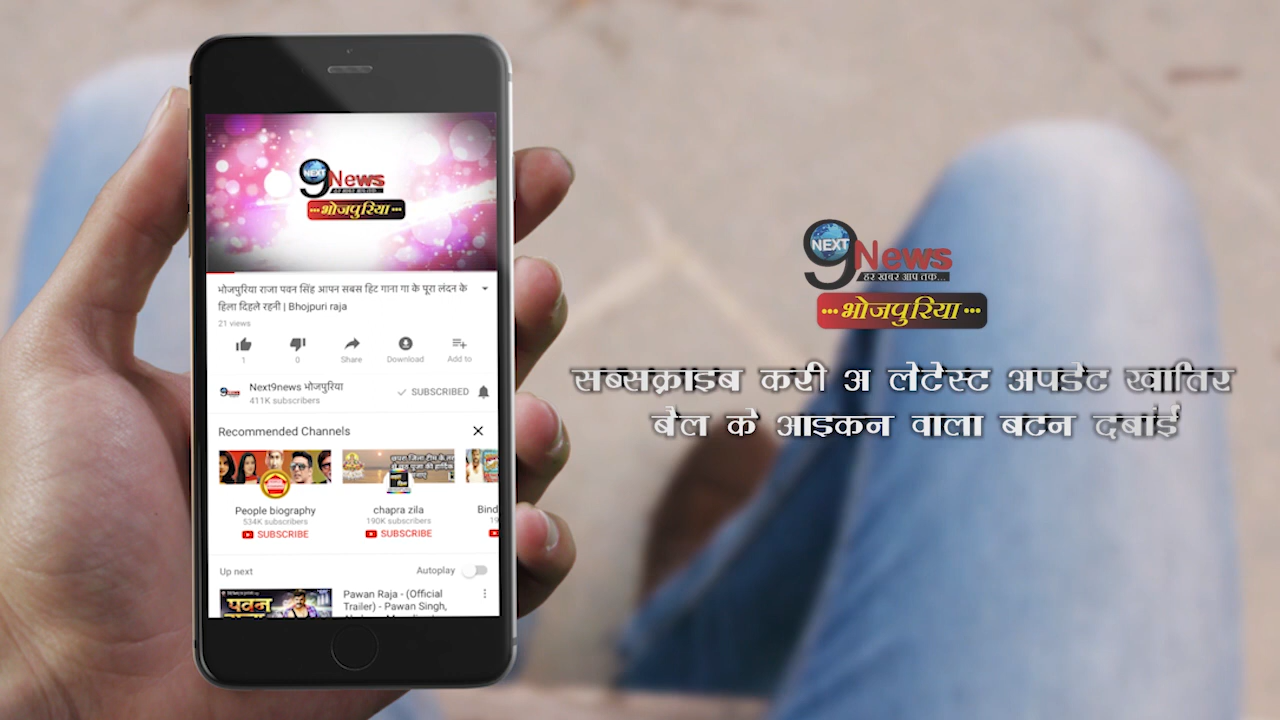 NEXT
9 News
हर खबर आप तक...
...भोजपुरिया...
भोजपुरिया राजा पवन सिंह आपन सबस हिट गाना गा के पूरा लंदन के
हिला दिहले रहनी | Bhojpuri raja
21 views
1
0
Share
Download
Add to
Next9news भोजपुरिया
411K subscribers
SUBSCRIBED
Recommended Channels
People biography
534K subscribers
SUBSCRIBE
chapra zila
190K subscribers
SUBSCRIBE
Bind
19
Up next
Autoplay
पवन
Pawan Raja - (Official
Trailer) - Pawan Singh,
NEXT
9 News
हर खबर आप तक...
...भोजपुरिया...
सब्सक्राइब करी अ लेटेस्ट अपडेट खातिर
बैल के आइकन वाला बटन दबाई